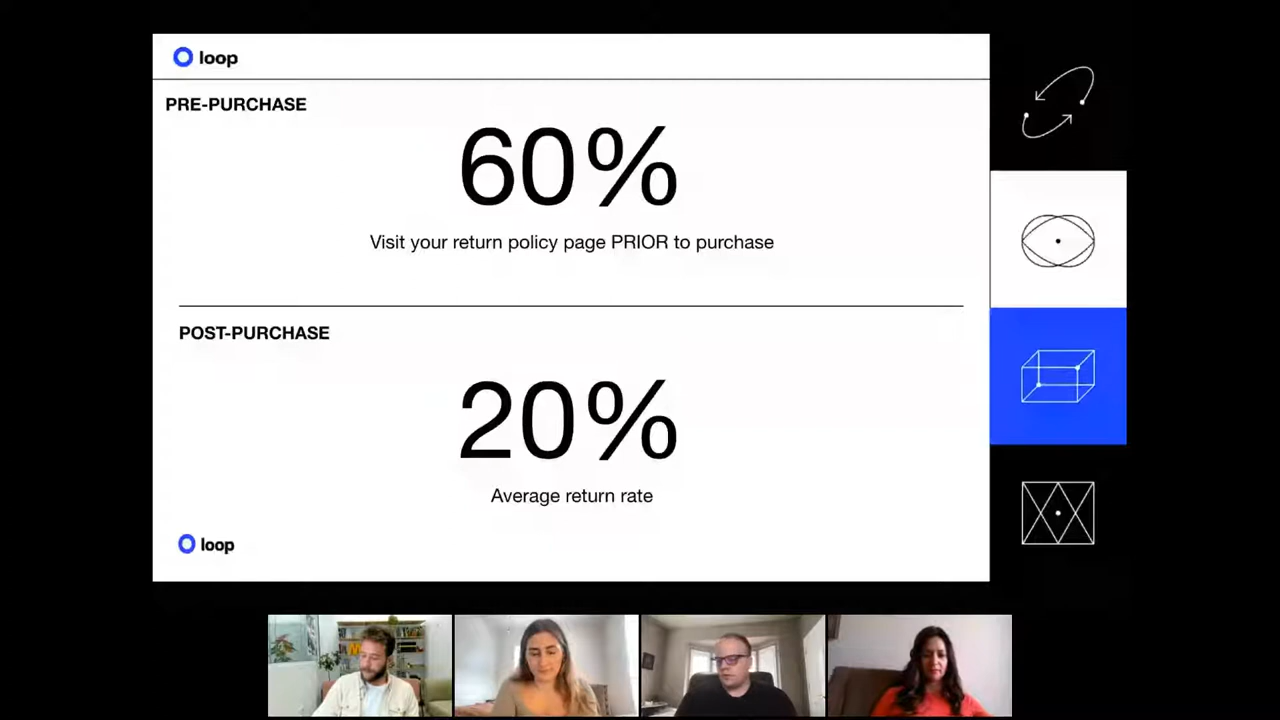 loop
PRE-PURCHASE
60%
Visit your return policy page PRIOR to purchase
POST-PURCHASE
20%
Average return rate
loop